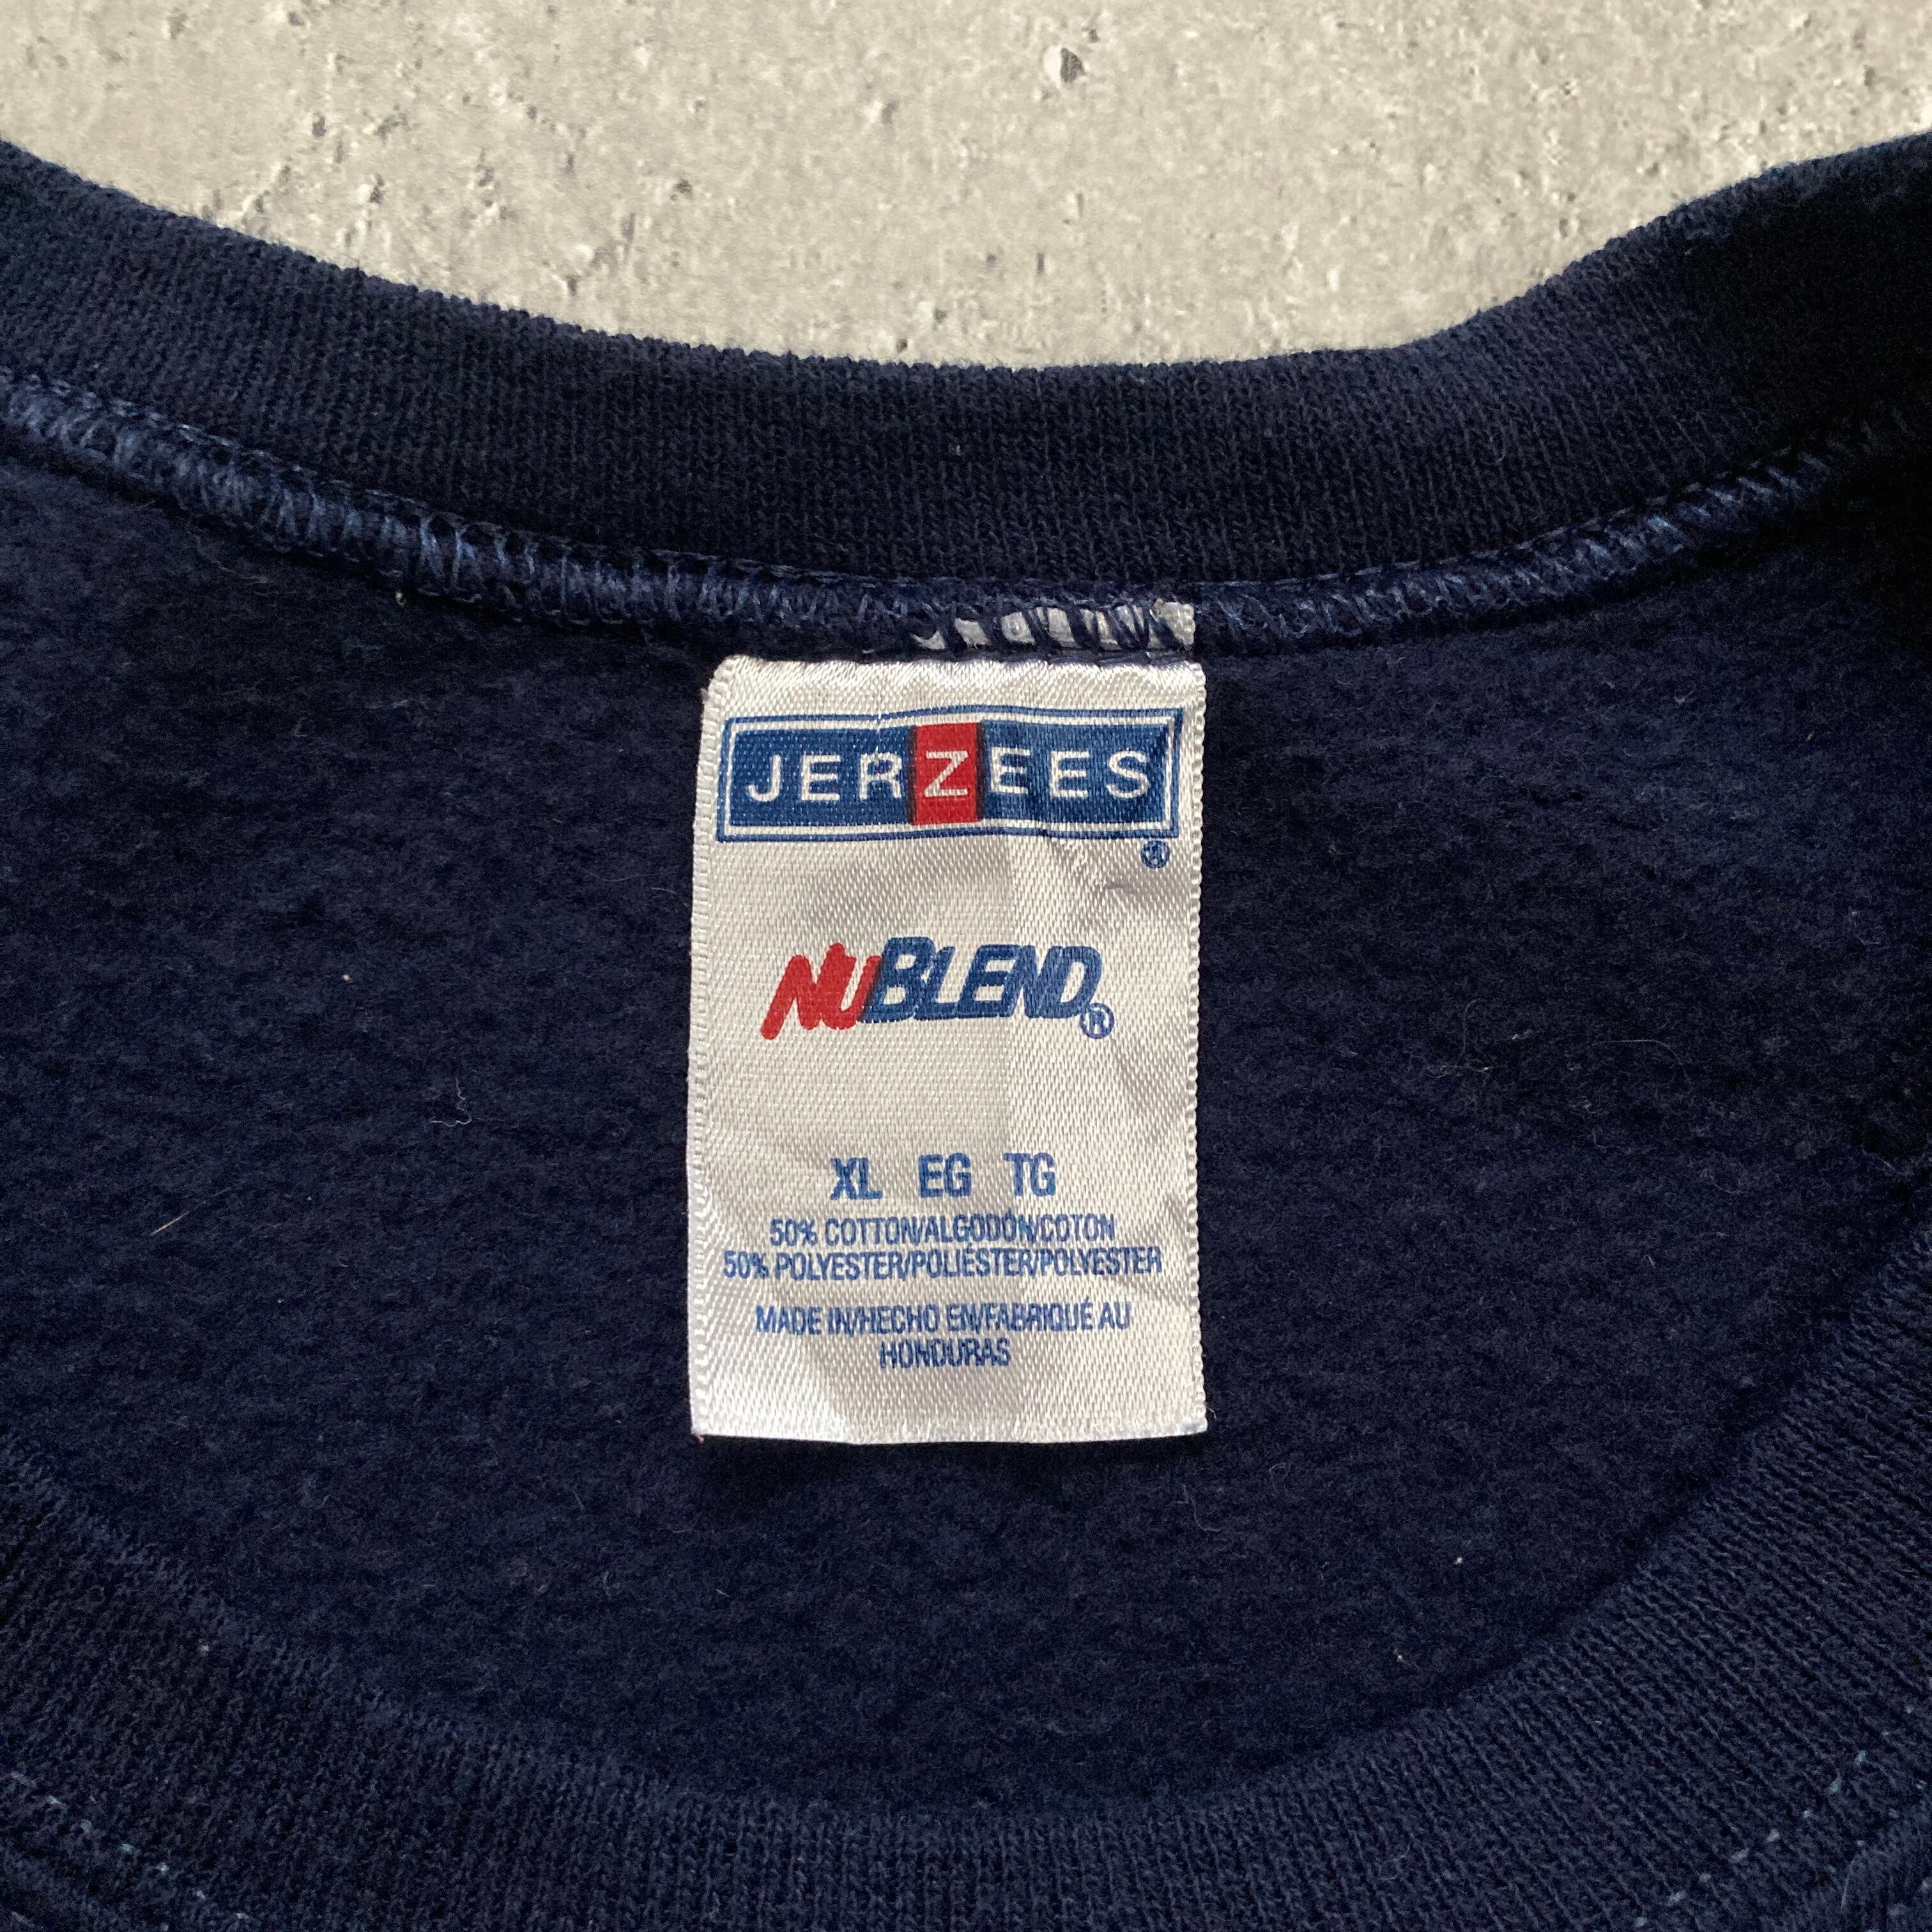 JERZEES
®
NUBLEND®
XL EG TG
50% COTTON/ALGODÓN/COTON
50% POLYESTER/POLIÉSTER/POLYESTER
MADE IN/HECHO EN/FABRIQUÉ AU
HONDURAS